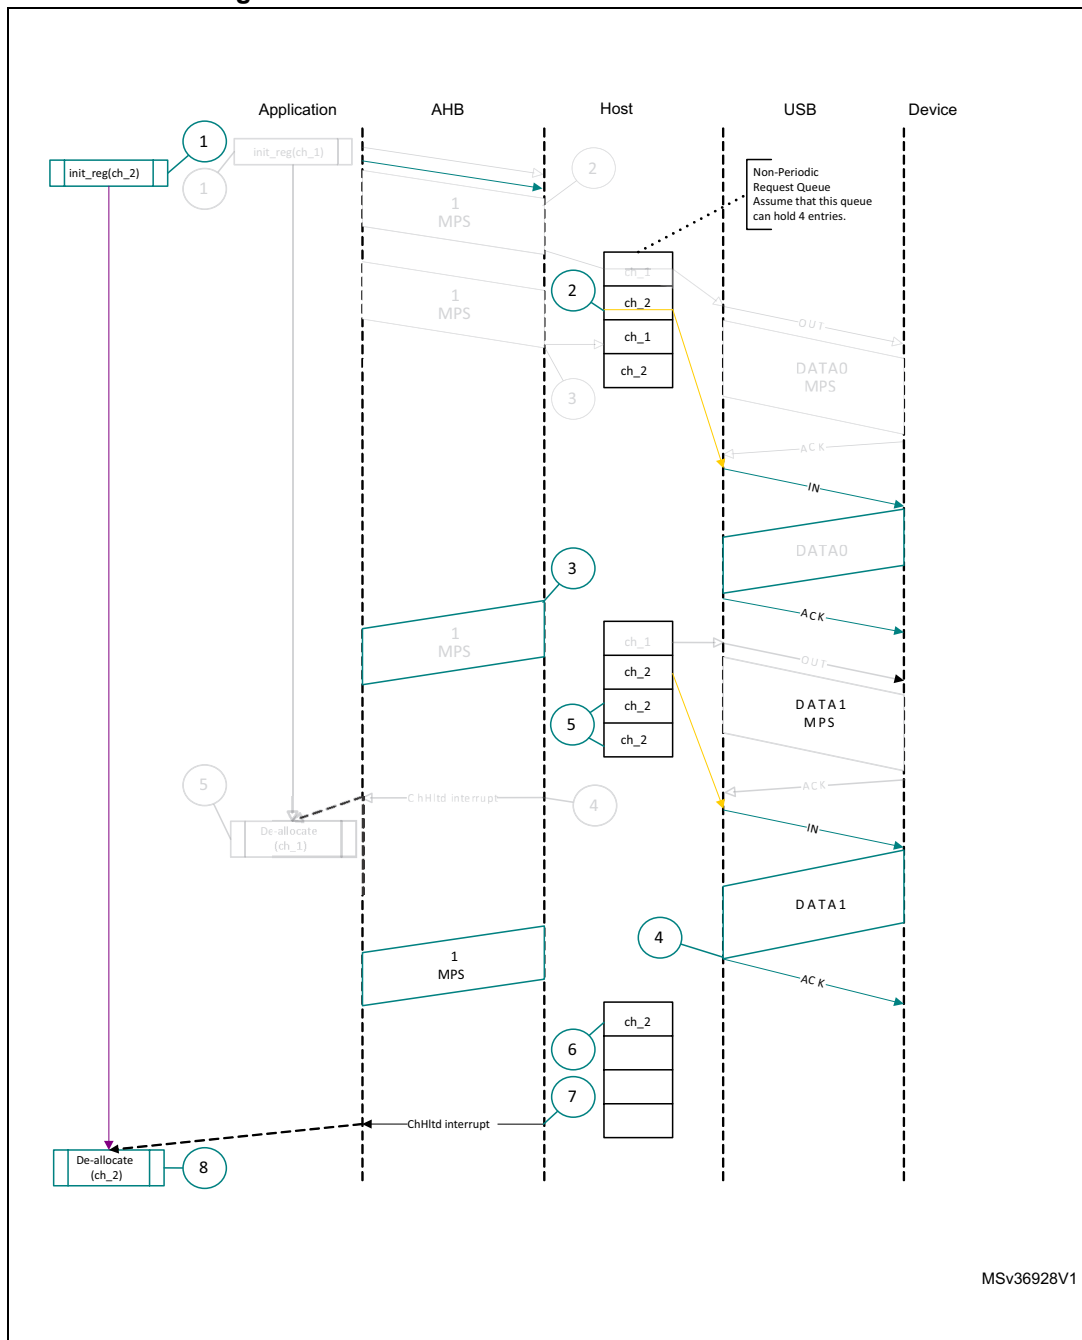 Application
AHB
Host
USB
Device
1
init_reg(ch_1)
init_reg(ch_2)
1
2
Non-Periodic
Request Queue
Assume that this queue
can hold 4 entries.
1
MPS
ch_1
2
ch_2
1
MPS
ch_1
OUT
ch_2
DATA0
MPS
3
ACK
IN
DATA0
3
ACK
1
MPS
ch_1
OUT
ch_2
ch_2
DATA1
MPS
5
ch_2
5
ChHltd interrupt
4
ACK
De-allocate
(ch_1)
IN
DATA1
4
1
MPS
ACK
ch_2
6
7
ChHltd interrupt
De-allocate
(ch_2)
8
MSv36928V1